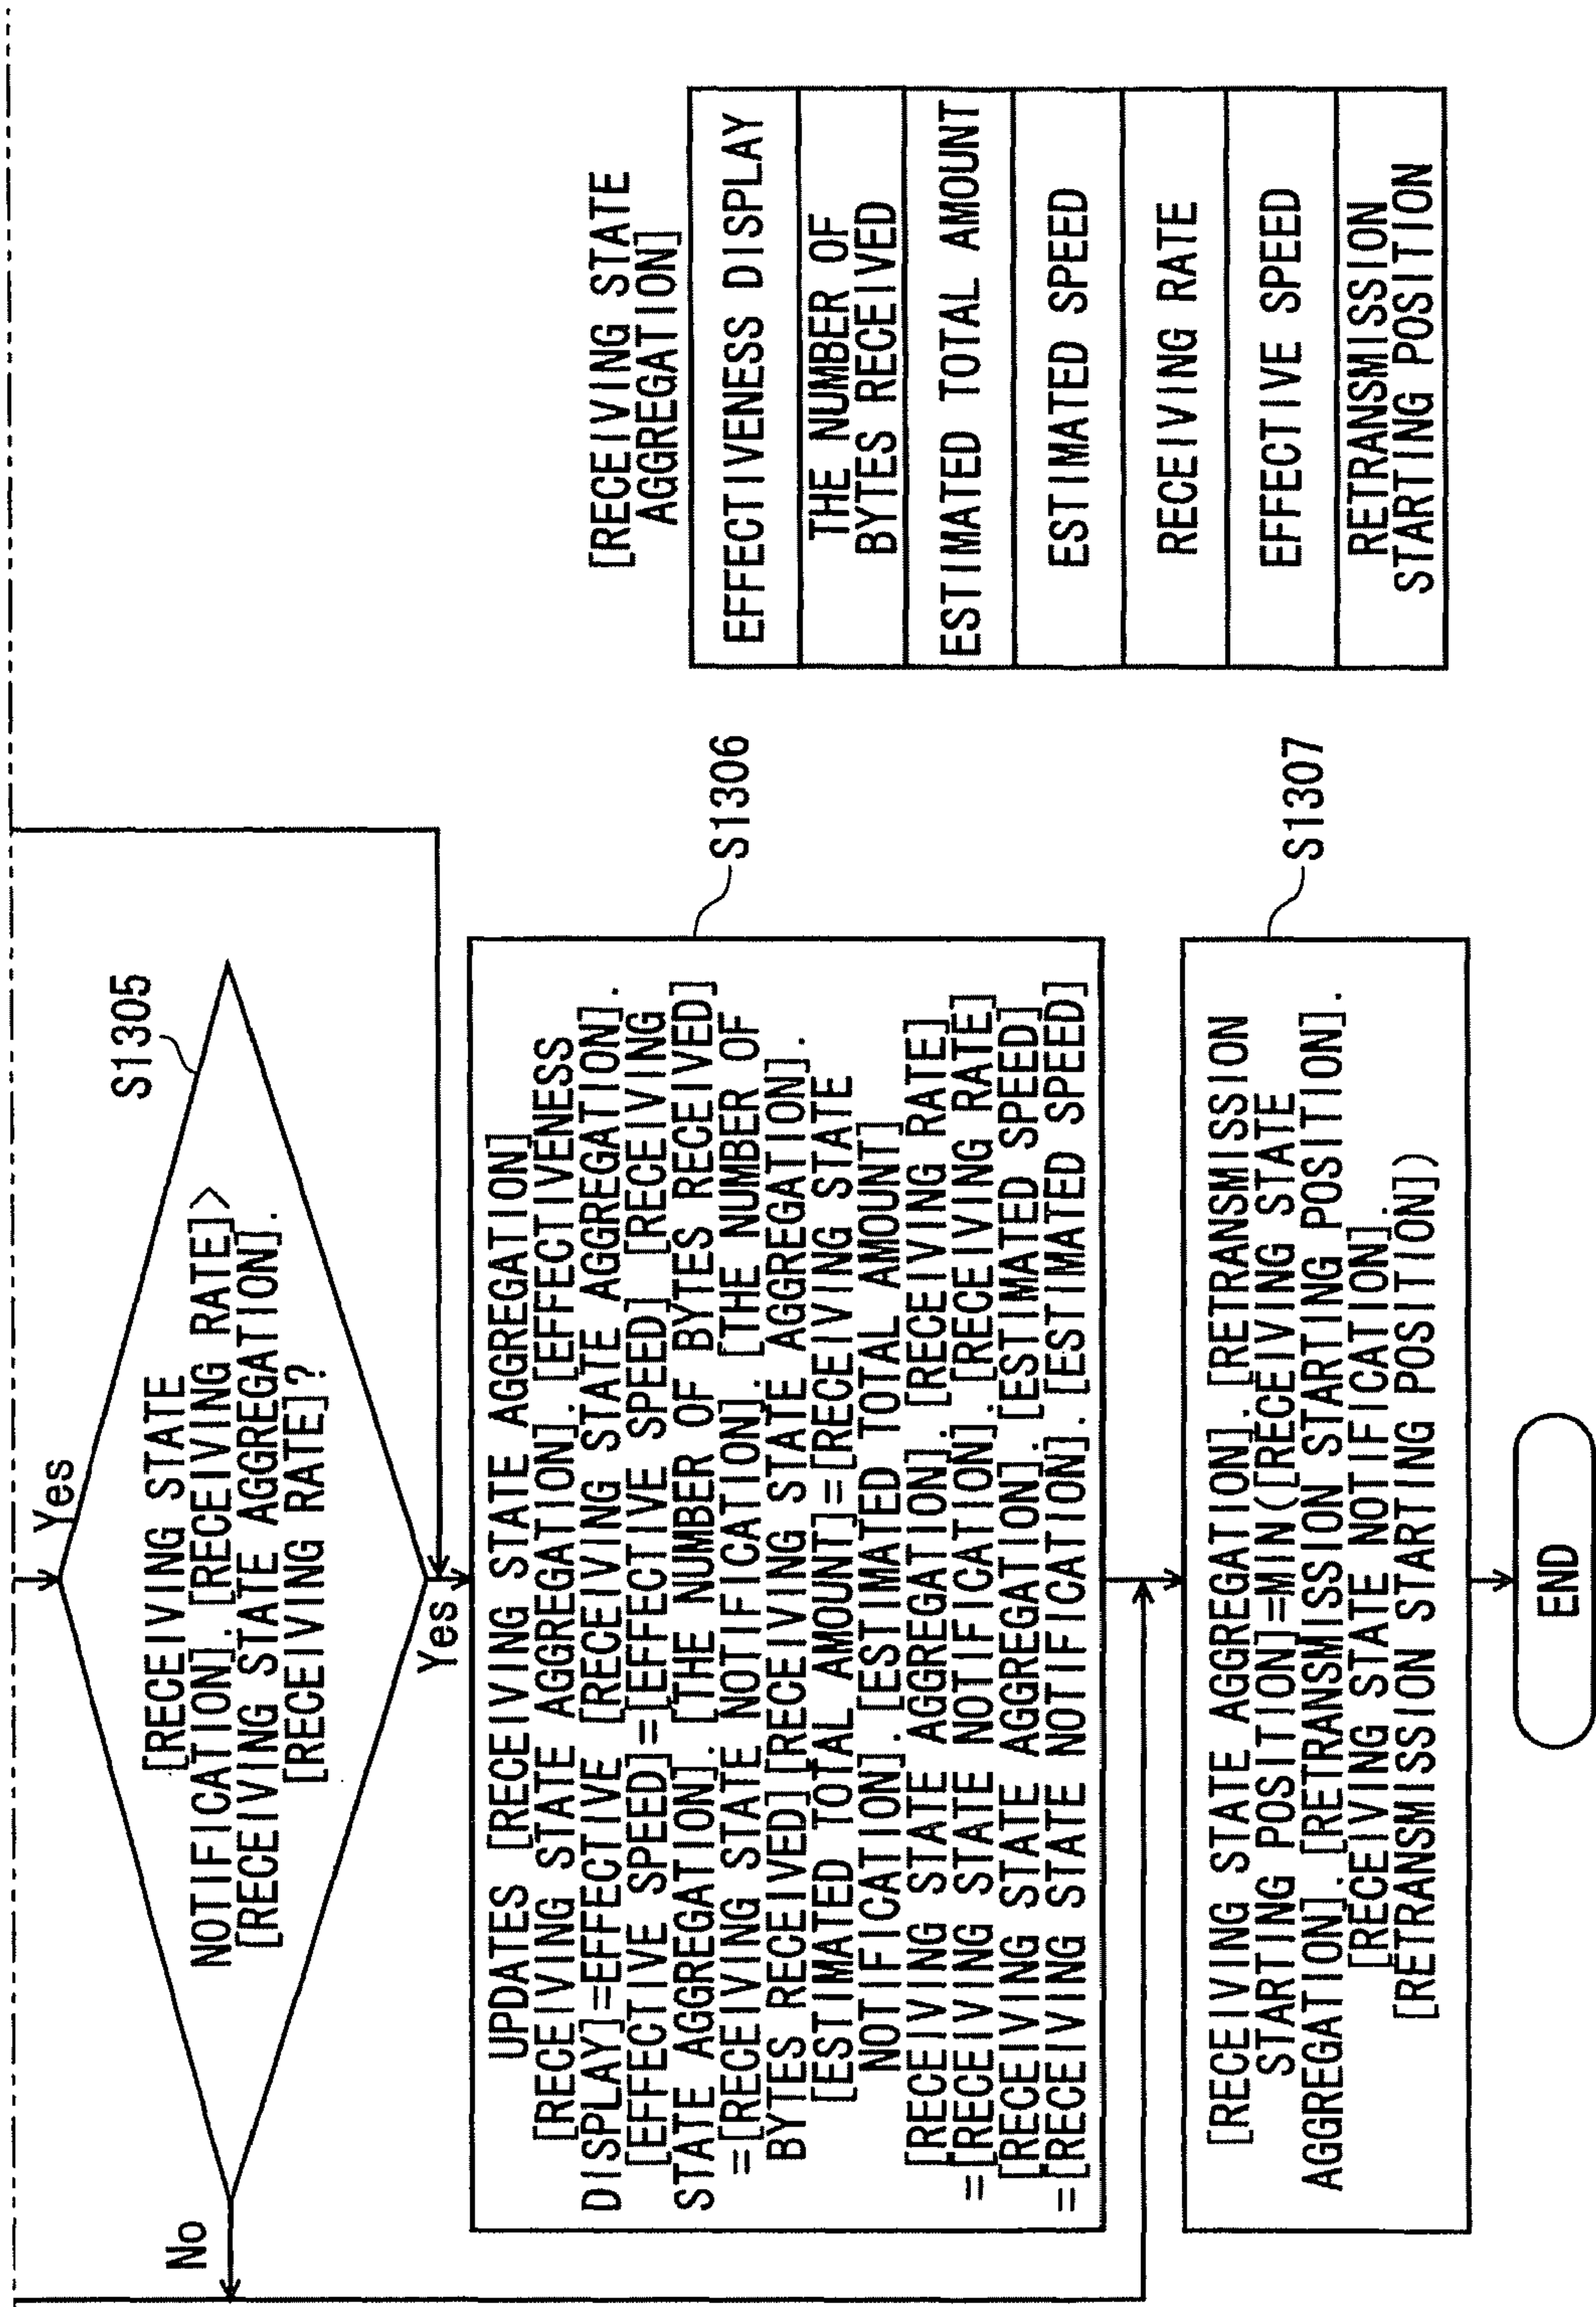 Yes
S1305
[RECEIVING STATE
NOTIFICATION].[RECEIVING RATE]>
[RECEIVING STATE AGGREGATION].
[RECEIVING RATE]?
No
Yes
S1306
UPDATES [RECEIVING STATE AGGREGATION]
[RECEIVING STATE AGGREGATION].[EFFECTIVENESS
DISPLAY]=EFFECTIVE [RECEIVING STATE AGGREGATION].
[EFFECTIVE SPEED]=[EFFECTIVE SPEED] [RECEIVING
STATE AGGREGATION].[THE NUMBER OF BYTES RECEIVED]
=[RECEIVING STATE NOTIFICATION].[THE NUMBER OF
BYTES RECEIVED][RECEIVING STATE AGGREGATION].
[ESTIMATED TOTAL AMOUNT]=[RECEIVING STATE
NOTIFICATION].[ESTIMATED TOTAL AMOUNT]
[RECEIVING STATE AGGREGATION].[RECEIVING RATE]
=[RECEIVING STATE NOTIFICATION].[RECEIVING RATE]
[RECEIVING STATE AGGREGATION].[ESTIMATED SPEED]
=[RECEIVING STATE NOTIFICATION].[ESTIMATED SPEED]
S1307
[RECEIVING STATE AGGREGATION].[RETRANSMISSION
STARTING POSITION]=MIN([RECEIVING STATE
AGGREGATION].[RETRANSMISSION STARTING POSITION].
[RECEIVING STATE NOTIFICATION].
[RETRANSMISSION STARTING POSITION])
END
[RECEIVING STATE
AGGREGATION]
EFFECTIVENESS DISPLAY
THE NUMBER OF
BYTES RECEIVED
ESTIMATED TOTAL AMOUNT
ESTIMATED SPEED
RECEIVING RATE
EFFECTIVE SPEED
RETRANSMISSION
STARTING POSITION